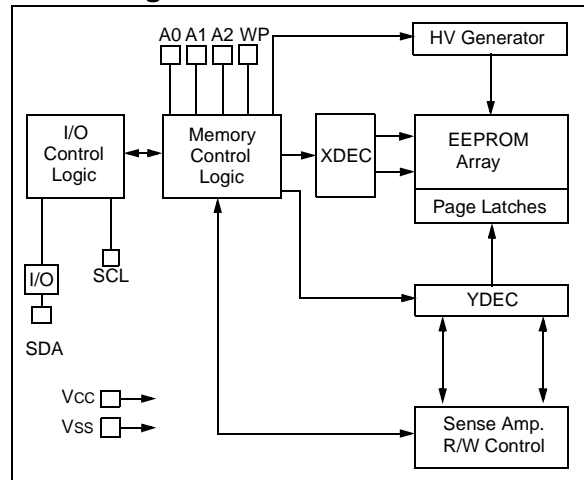 A0 A1 A2 WP
HV Generator
I/O
Control
Logic
Memory
Control
Logic
XDEC
EEPROM
Array
Page Latches
I/O
SCL
SDA
YDEC
VCC
VSS
Sense Amp.
R/W Control